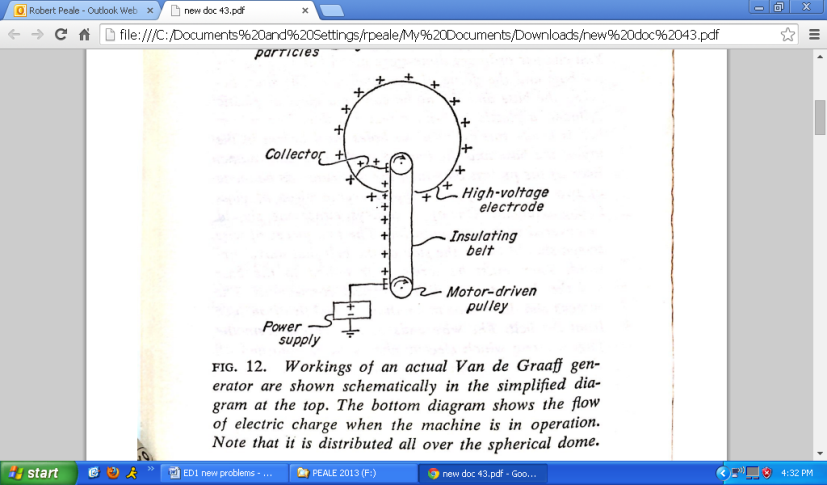 Robert Peale - Outlook Web
new doc 43.pdf
file:///C:/Documents%20and%20Settings/rpeale/My%20Documents/Downloads/new%20doc%2043.pdf
particles
Collector
High-voltage
electrode
Insulating
belt
Motor-driven
pulley
Power
supply
+
-
FIG. 12. Workings of an actual Van de Graaff gen-
erator are shown schematically in the simplified dia-
gram at the top. The bottom diagram shows the flow
of electric charge when the machine is in operation.
Note that it is distributed all over the spherical dome.
start
ED1 new problems - ...
PEALE 2013 (F:)
new doc 43.pdf - Goo...
4:32 PM